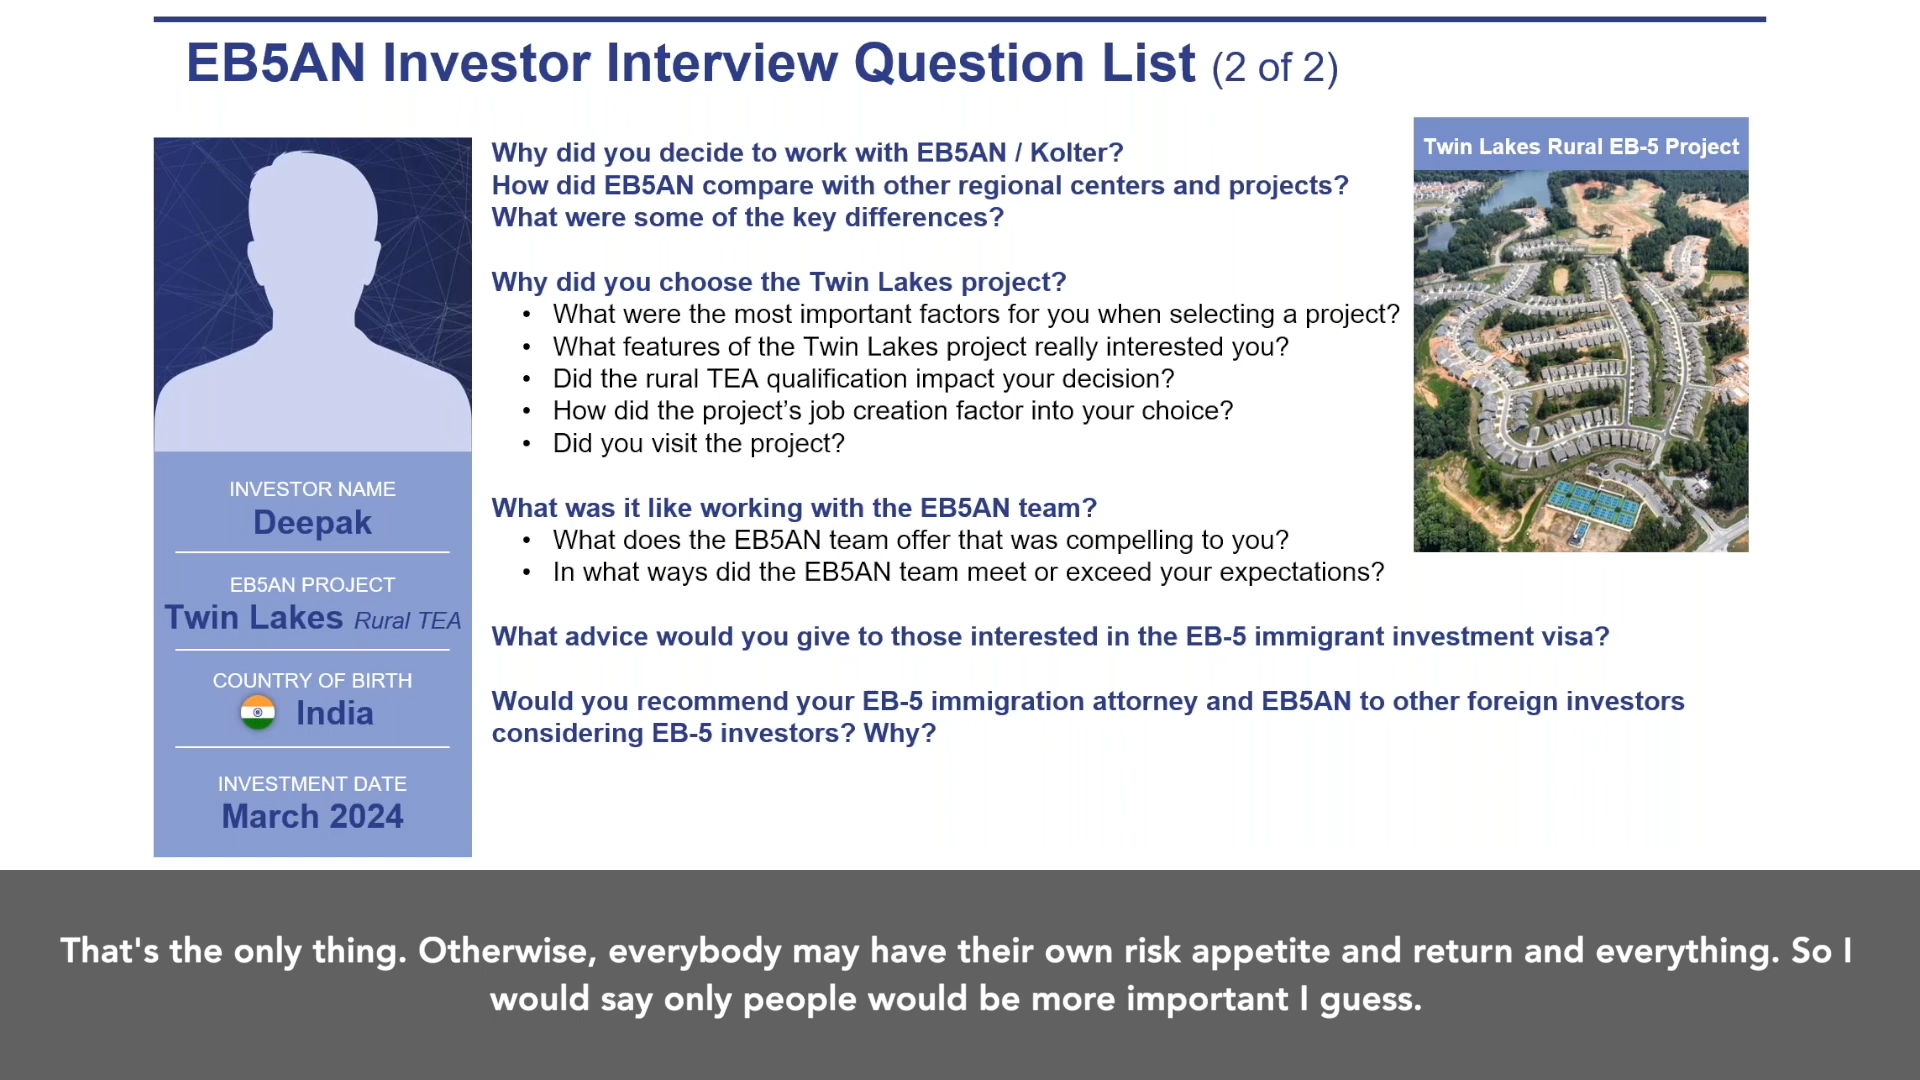 EB5AN Investor Interview Question List (2 of 2)
Twin Lakes Rural EB-5 Project
Why did you decide to work with EB5AN / Kolter?
How did EB5AN compare with other regional centers and projects?
What were some of the key differences?
Why did you choose the Twin Lakes project?
• What were the most important factors for you when selecting a project?
• What features of the Twin Lakes project really interested you?
• Did the rural TEA qualification impact your decision?
• How did the project’s job creation factor into your choice?
• Did you visit the project?
What was it like working with the EB5AN team?
• What does the EB5AN team offer that was compelling to you?
• In what ways did the EB5AN team meet or exceed your expectations?
What advice would you give to those interested in the EB-5 immigrant investment visa?
Would you recommend your EB-5 immigration attorney and EB5AN to other foreign investors
considering EB-5 investors? Why?
INVESTOR NAME
Deepak
EB5AN PROJECT
Twin Lakes Rural TEA
COUNTRY OF BIRTH
India
INVESTMENT DATE
March 2024
That's the only thing. Otherwise, everybody may have their own risk appetite and return and everything. So I
would say only people would be more important I guess.